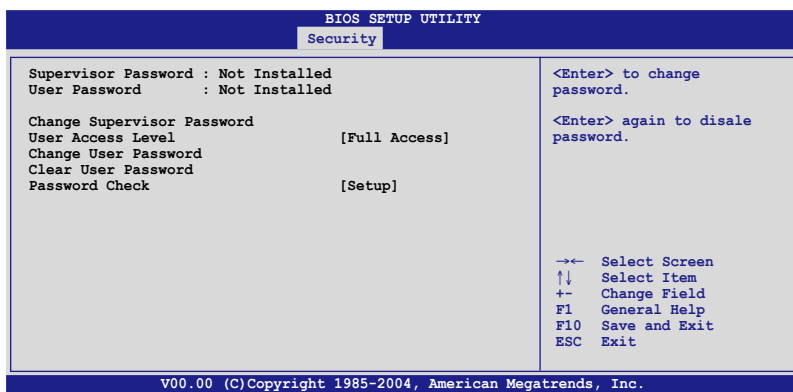 BIOS SETUP UTILITY
Security
Supervisor Password : Not Installed
User Password : Not Installed
Change Supervisor Password
User Access Level [Full Access]
Change User Password
Clear User Password
Password Check [Setup]
<Enter> to change
password.
<Enter> again to disale
password.
→← Select Screen
↑↓ Select Item
+- Change Field
F1 General Help
F10 Save and Exit
ESC Exit
V00.00 (C)Copyright 1985-2004, American Megatrends, Inc.